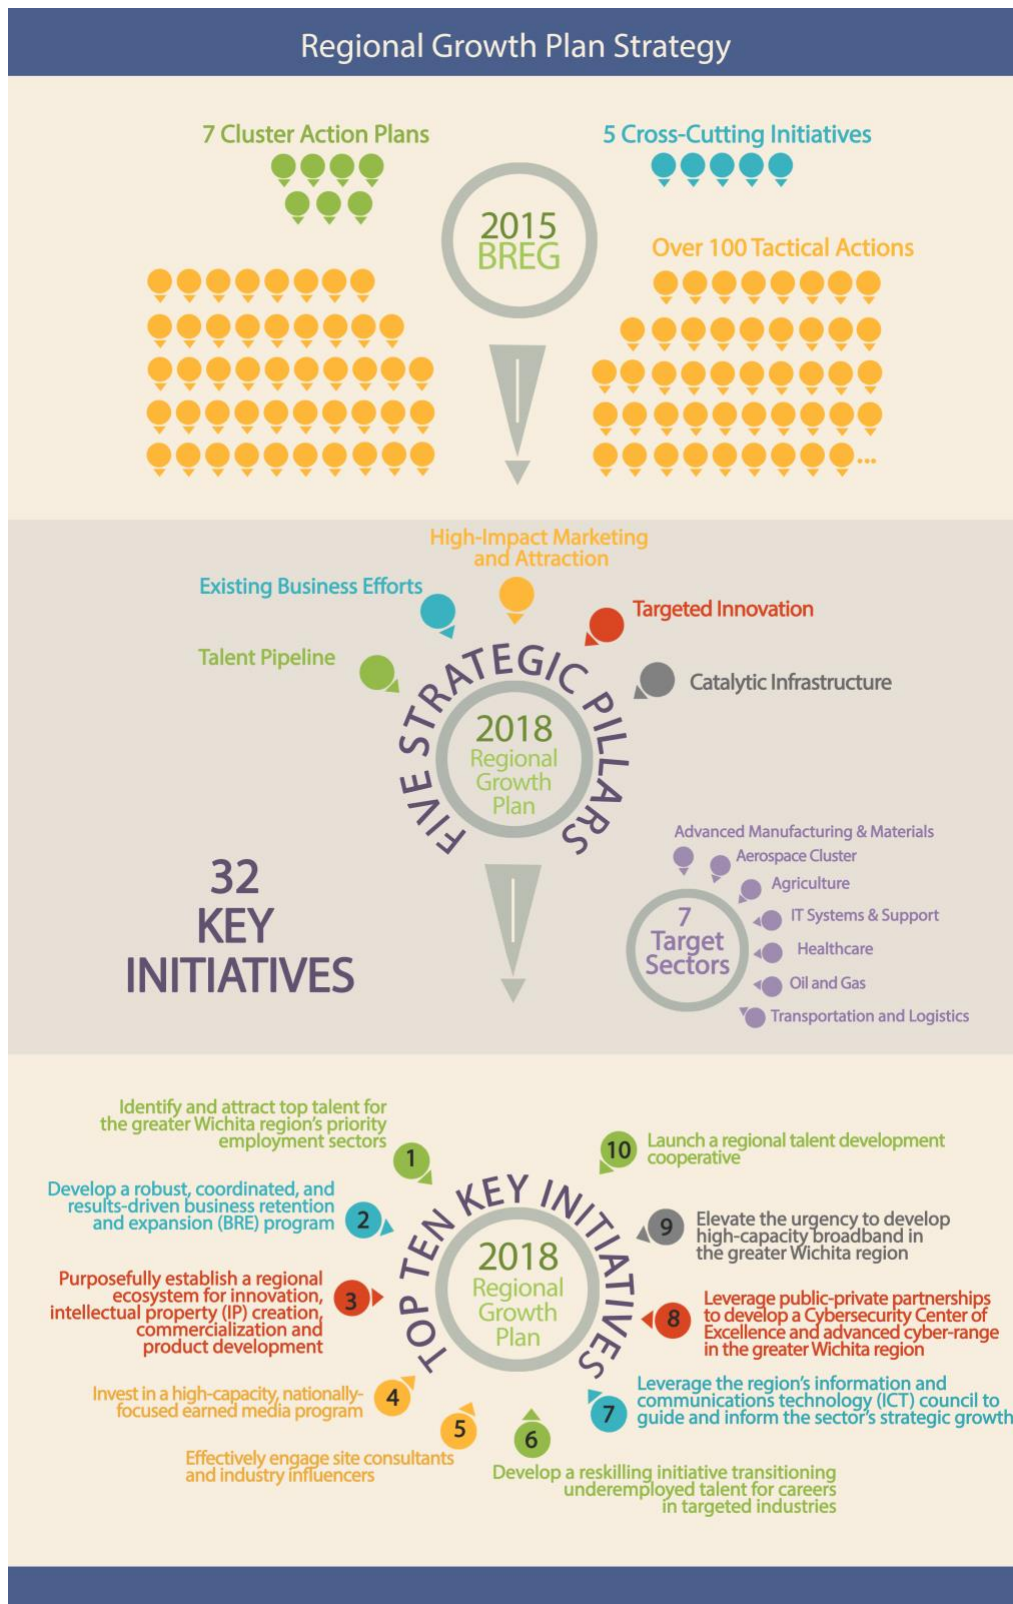 Regional Growth Plan Strategy
7 Cluster Action Plans
5 Cross-Cutting Initiatives
2015
BREG
Over 100 Tactical Actions
...
High-Impact Marketing
and Attraction
Existing Business Efforts
Targeted Innovation
Talent Pipeline
Catalytic Infrastructure
FIVE STRATEGIC PILLARS
2018
Regional
Growth
Plan
32
KEY
INITIATIVES
7
Target
Sectors
Advanced Manufacturing & Materials
Aerospace Cluster
Agriculture
IT Systems & Support
Healthcare
Oil and Gas
Transportation and Logistics
TOP TEN KEY INITIATIVES
2018
Regional
Growth
Plan
Identify and attract top talent for
the greater Wichita region's priority
employment sectors
1
Develop a robust, coordinated, and
results-driven business retention
and expansion (BRE) program
2
Purposefully establish a regional
ecosystem for innovation,
intellectual property (IP) creation,
commercialization and
product development
3
Invest in a high-capacity, nationally-
focused earned media program
4
5
Effectively engage site consultants
and industry influencers
6
Develop a reskilling initiative transitioning
underemployed talent for careers
in targeted industries
7
Leverage the region's information and
communications technology (ICT) council to
guide and inform the sector's strategic growth
8
Leverage public-private partnerships
to develop a Cybersecurity Center of
Excellence and advanced cyber-range
in the greater Wichita region
9
Elevate the urgency to develop
high-capacity broadband in
the greater Wichita region
10
Launch a regional talent development
cooperative